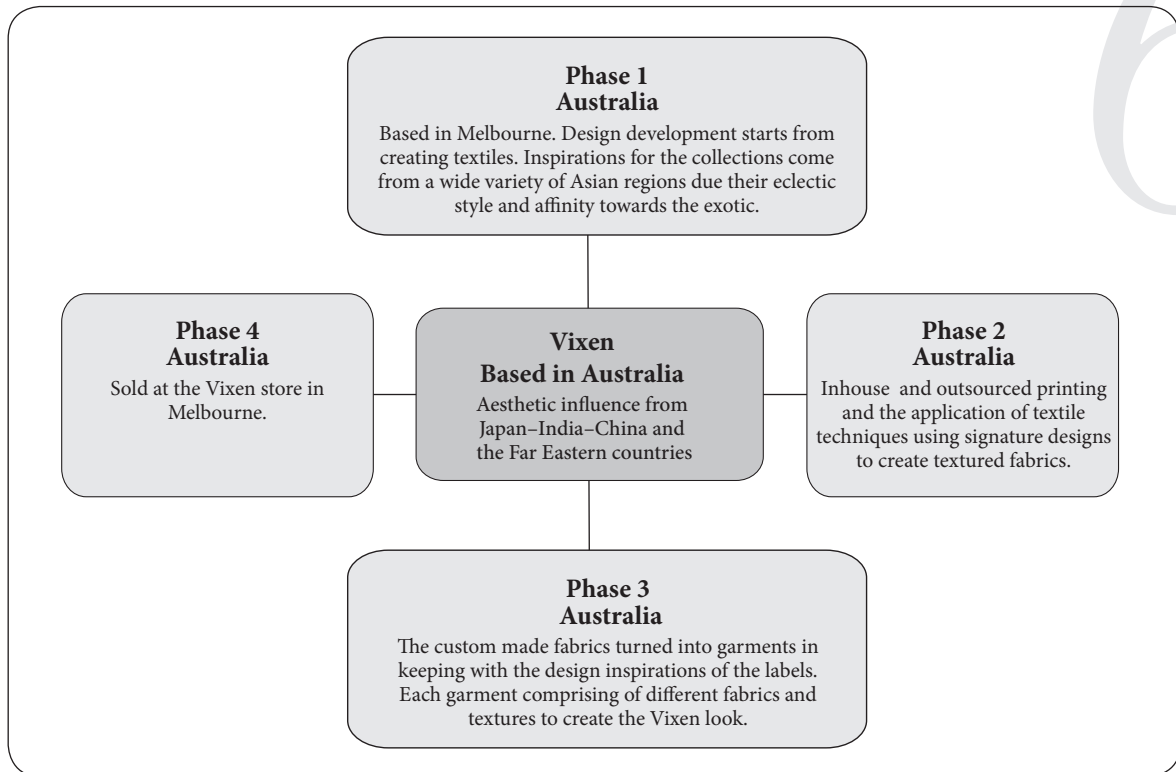 Phase 1
Australia
Based in Melbourne. Design development starts from
creating textiles. Inspirations for the collections come
from a wide variety of Asian regions due their eclectic
style and affinity towards the exotic.
Phase 4
Australia
Sold at the Vixen store in
Melbourne.
Vixen
Based in Australia
Aesthetic influence from
Japan–India–China and
the Far Eastern countries
Phase 2
Australia
Inhouse and outsourced printing
and the application of textile
techniques using signature designs
to create textured fabrics.
Phase 3
Australia
The custom made fabrics turned into garments in
keeping with the design inspirations of the labels.
Each garment comprising of different fabrics and
textures to create the Vixen look.